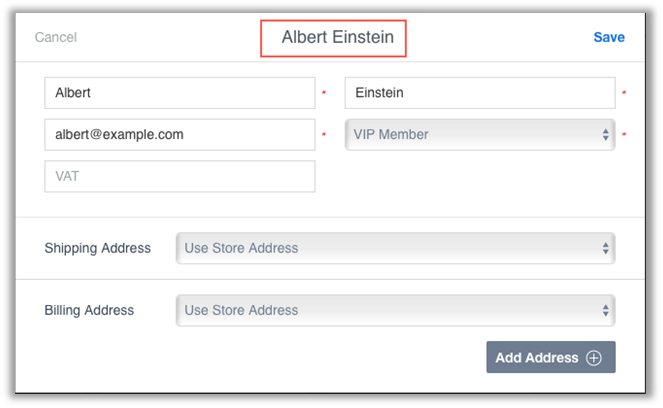 Cancel Albert Einstein Save
Albert * Einstein *
albert@example.com * VIP Member *
VAT
Shipping Address Use Store Address
Billing Address Use Store Address
Add Address